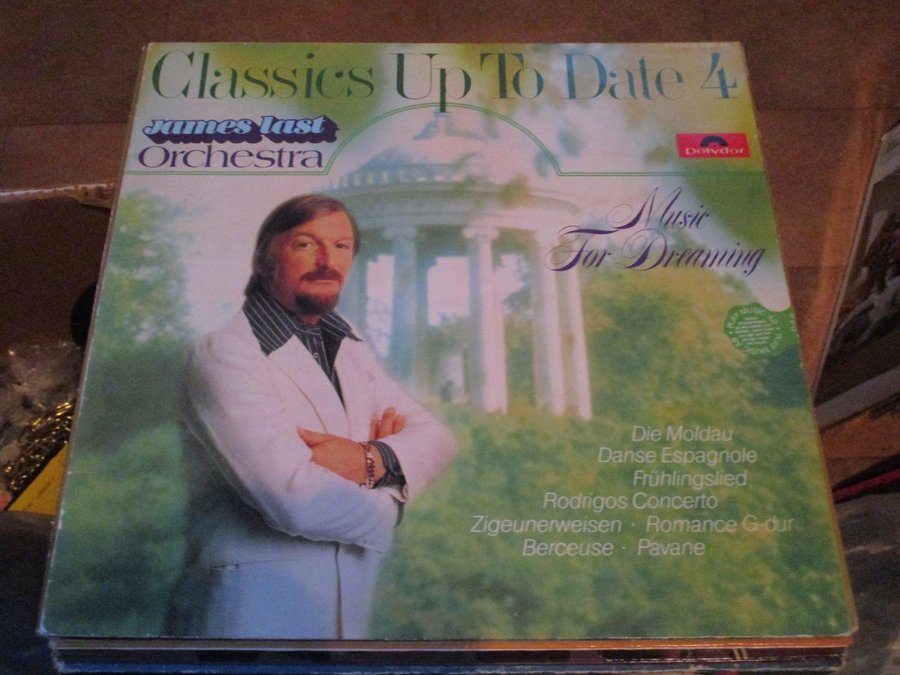 Classics Up To Date 4
james last
Orchestra
Polydor
Music
For Dreaming
Die Moldau
Danse Espagnole
Frühlingslied
Rodrigos Concerto
Zigeunerweisen · Romance G-dur
Berceuse · Pavane